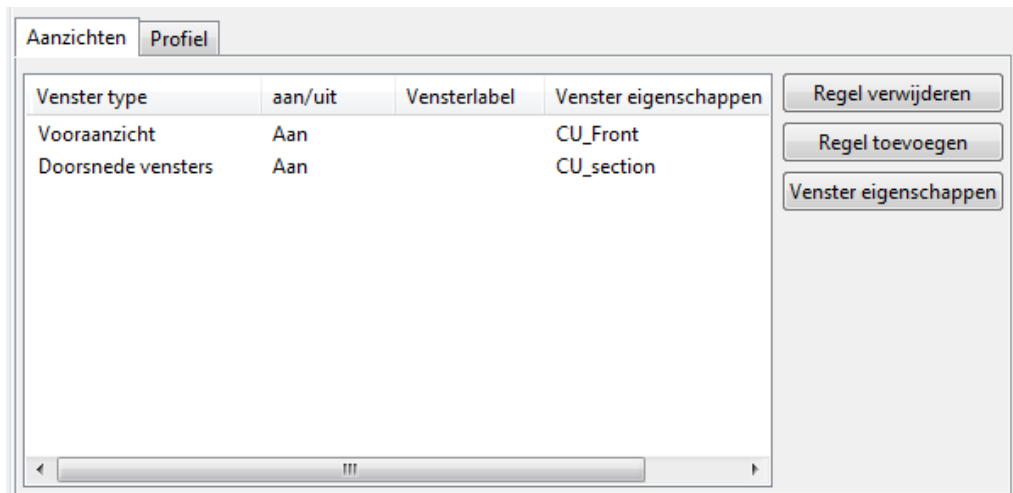 Aanzichten Profiel
Venster type aan/uit Vensterlabel Venster eigenschappen
Vooraanzicht Aan CU_Front
Doorsnede vensters Aan CU_section
Regel verwijderen
Regel toevoegen
Venster eigenschappen